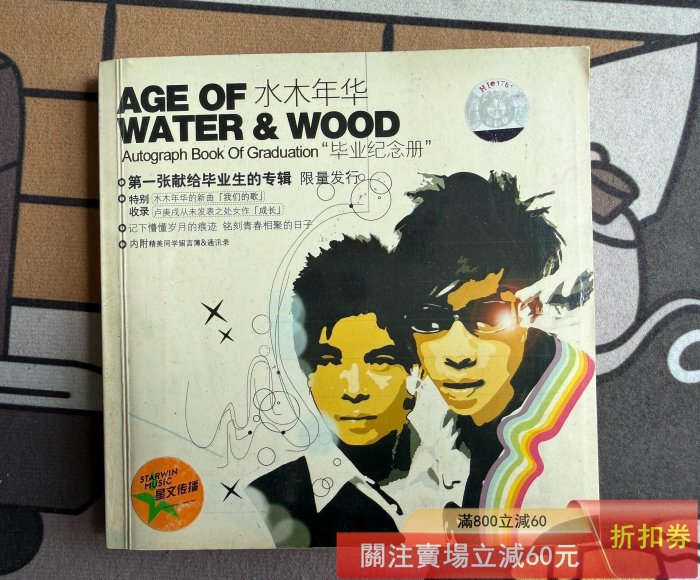 AGE OF 水木年华
WATER & WOOD
Autograph Book Of Graduation “毕业纪念册”
第一张献给毕业生的专辑 限量发行
特别 水木年华的新曲「我们的歌」
收录 卢庚戌从未发表之处女作「成长」
记下懵懂岁月的痕迹 铭刻青春相聚的日子
内附精美同学留言薄&通讯录
STARWIN
MUSIC
星文传播
滿800立減60
關注賣場立減60元
折扣券